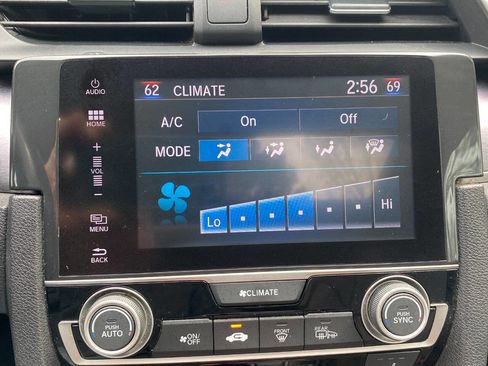 AUDIO
62 CLIMATE 2:56 69
HOME
A/C On Off
MODE
+
VOL
−
Lo Hi
MENU
BACK
CLIMATE
PUSH
AUTO
ON/
OFF
FRONT
REAR
PUSH
SYNC